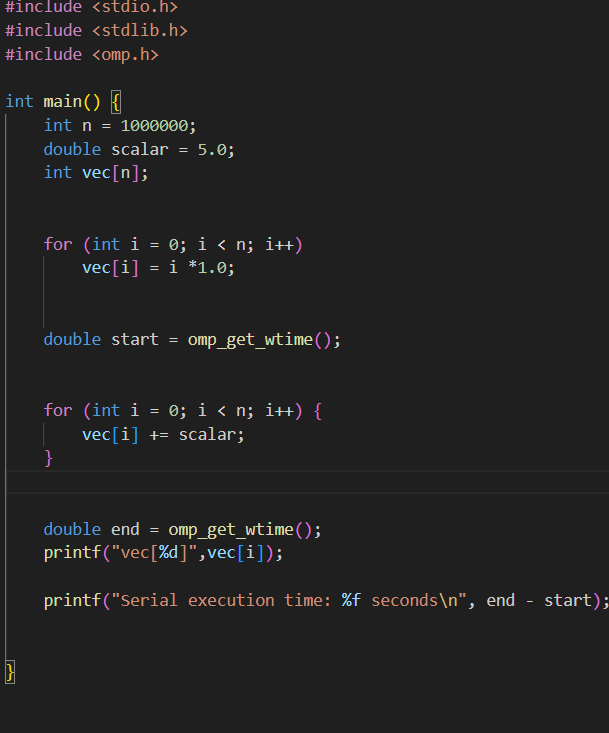 #include <stdio.h>
#include <stdlib.h>
#include <omp.h>
int main() {
int n = 1000000;
double scalar = 5.0;
int vec[n];
for (int i = 0; i < n; i++)
vec[i] = i *1.0;
double start = omp_get_wtime();
for (int i = 0; i < n; i++) {
vec[i] += scalar;
}
double end = omp_get_wtime();
printf("vec[%d]",vec[i]);
printf("Serial execution time: %f seconds\n", end - start);
}